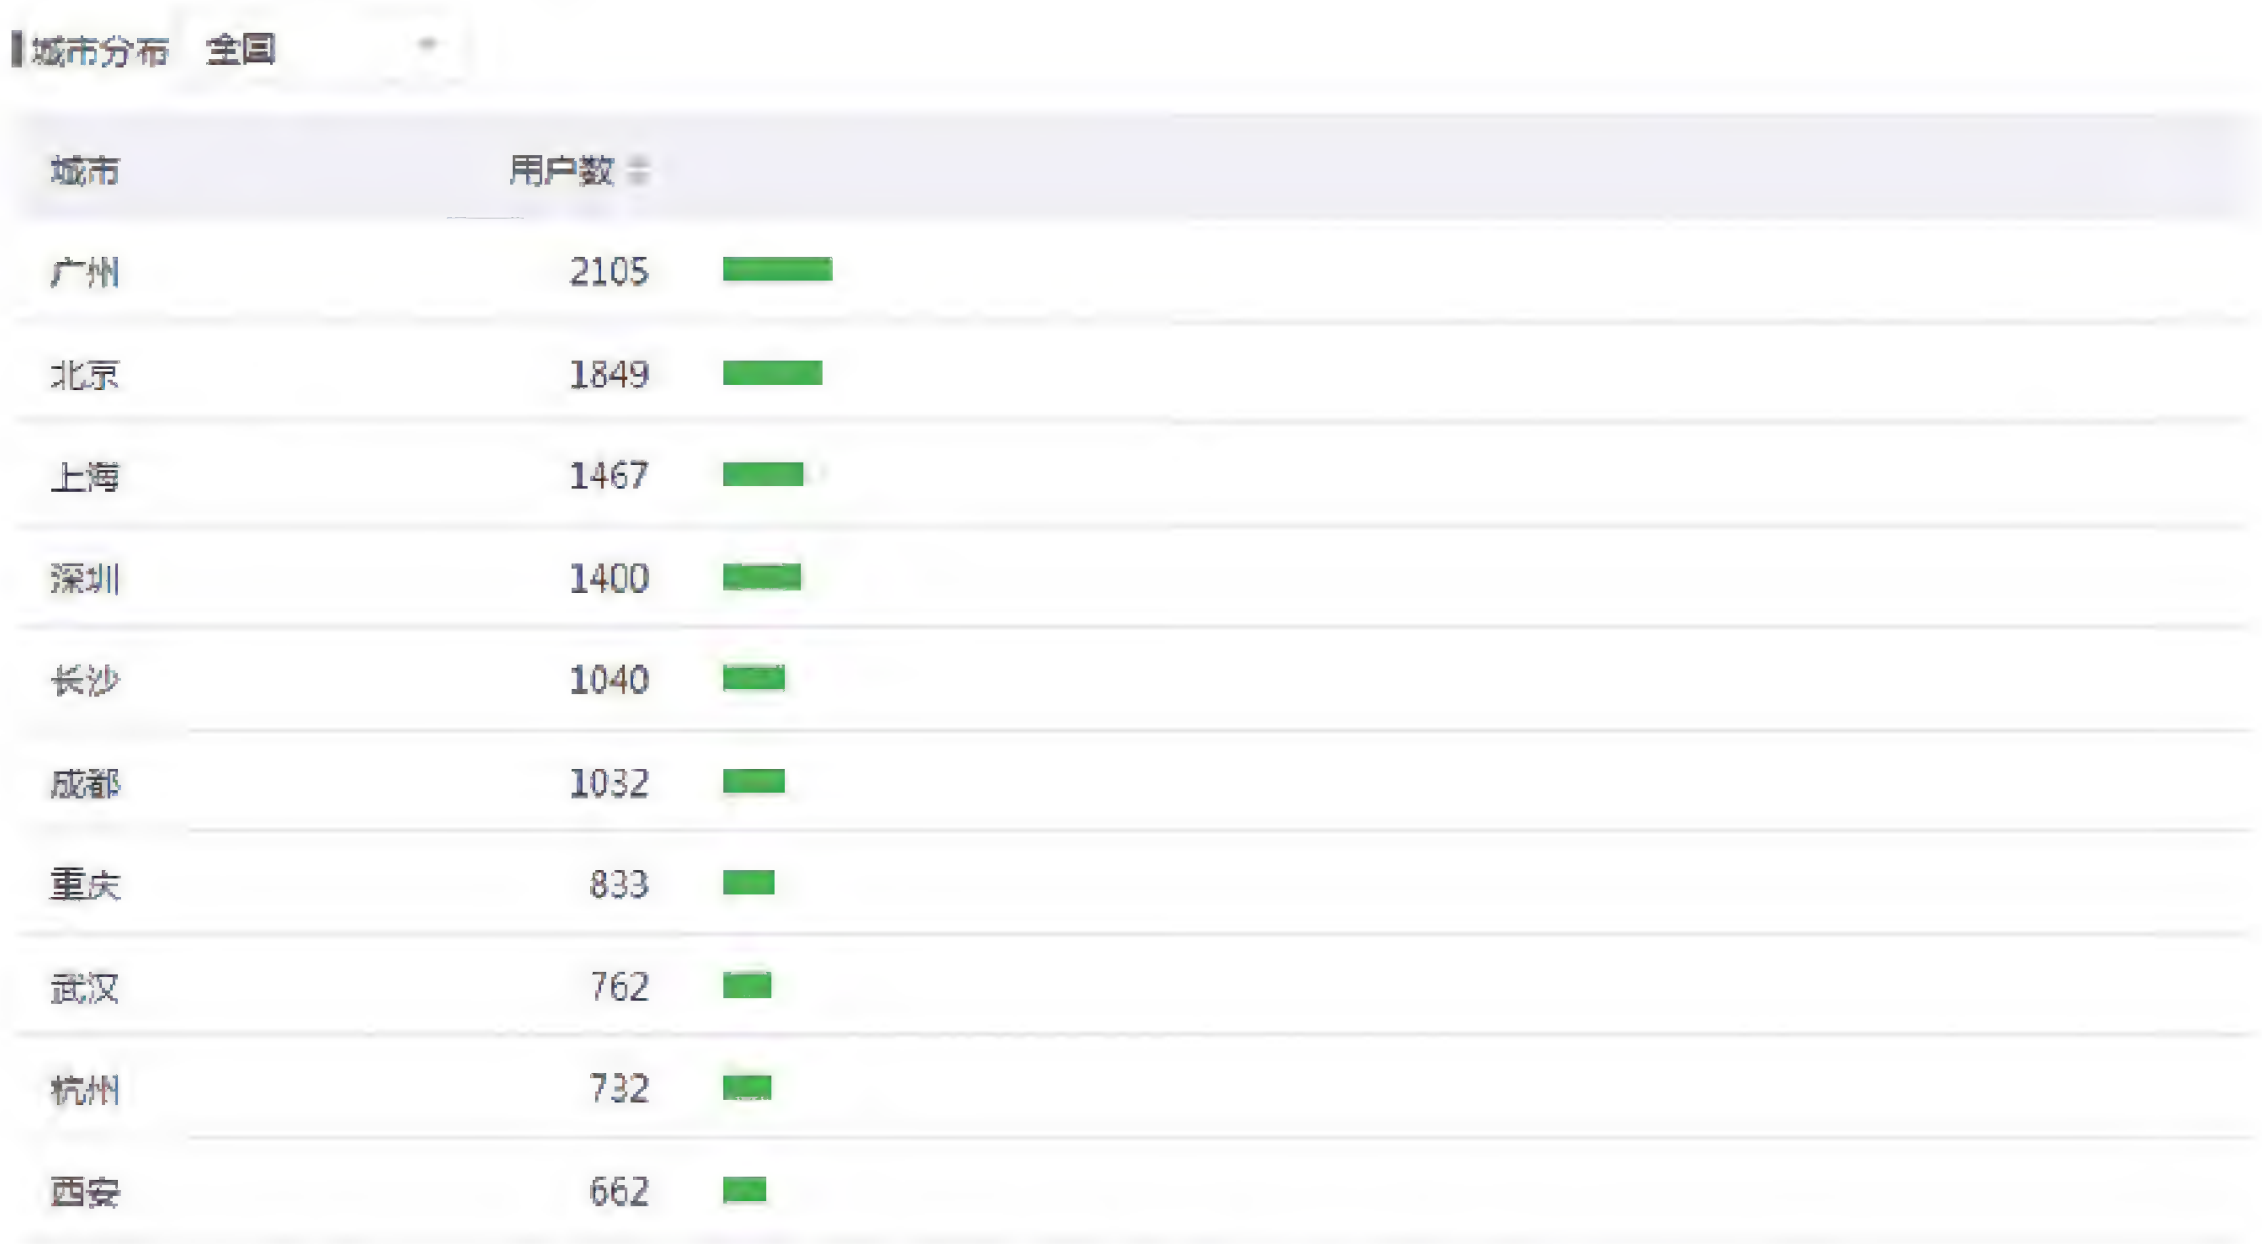 城市分布 全国
城市 用户数
广州 2105
北京 1849
上海 1467
深圳 1400
长沙 1040
成都 1032
重庆 833
武汉 762
杭州 732
西安 662